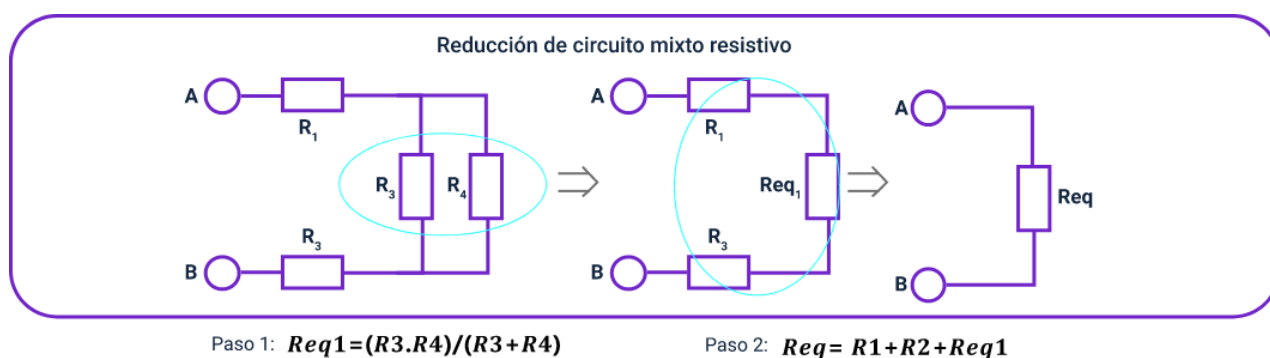 Reducción de circuito mixto resistivo
A
R₁
R₃
R₄
B
R₃
A
R₁
Req₁
B
R₃
A
Req
B
Paso 1: Req1=(R3.R4)/(R3+R4)
Paso 2: Req= R1+R2+Req1